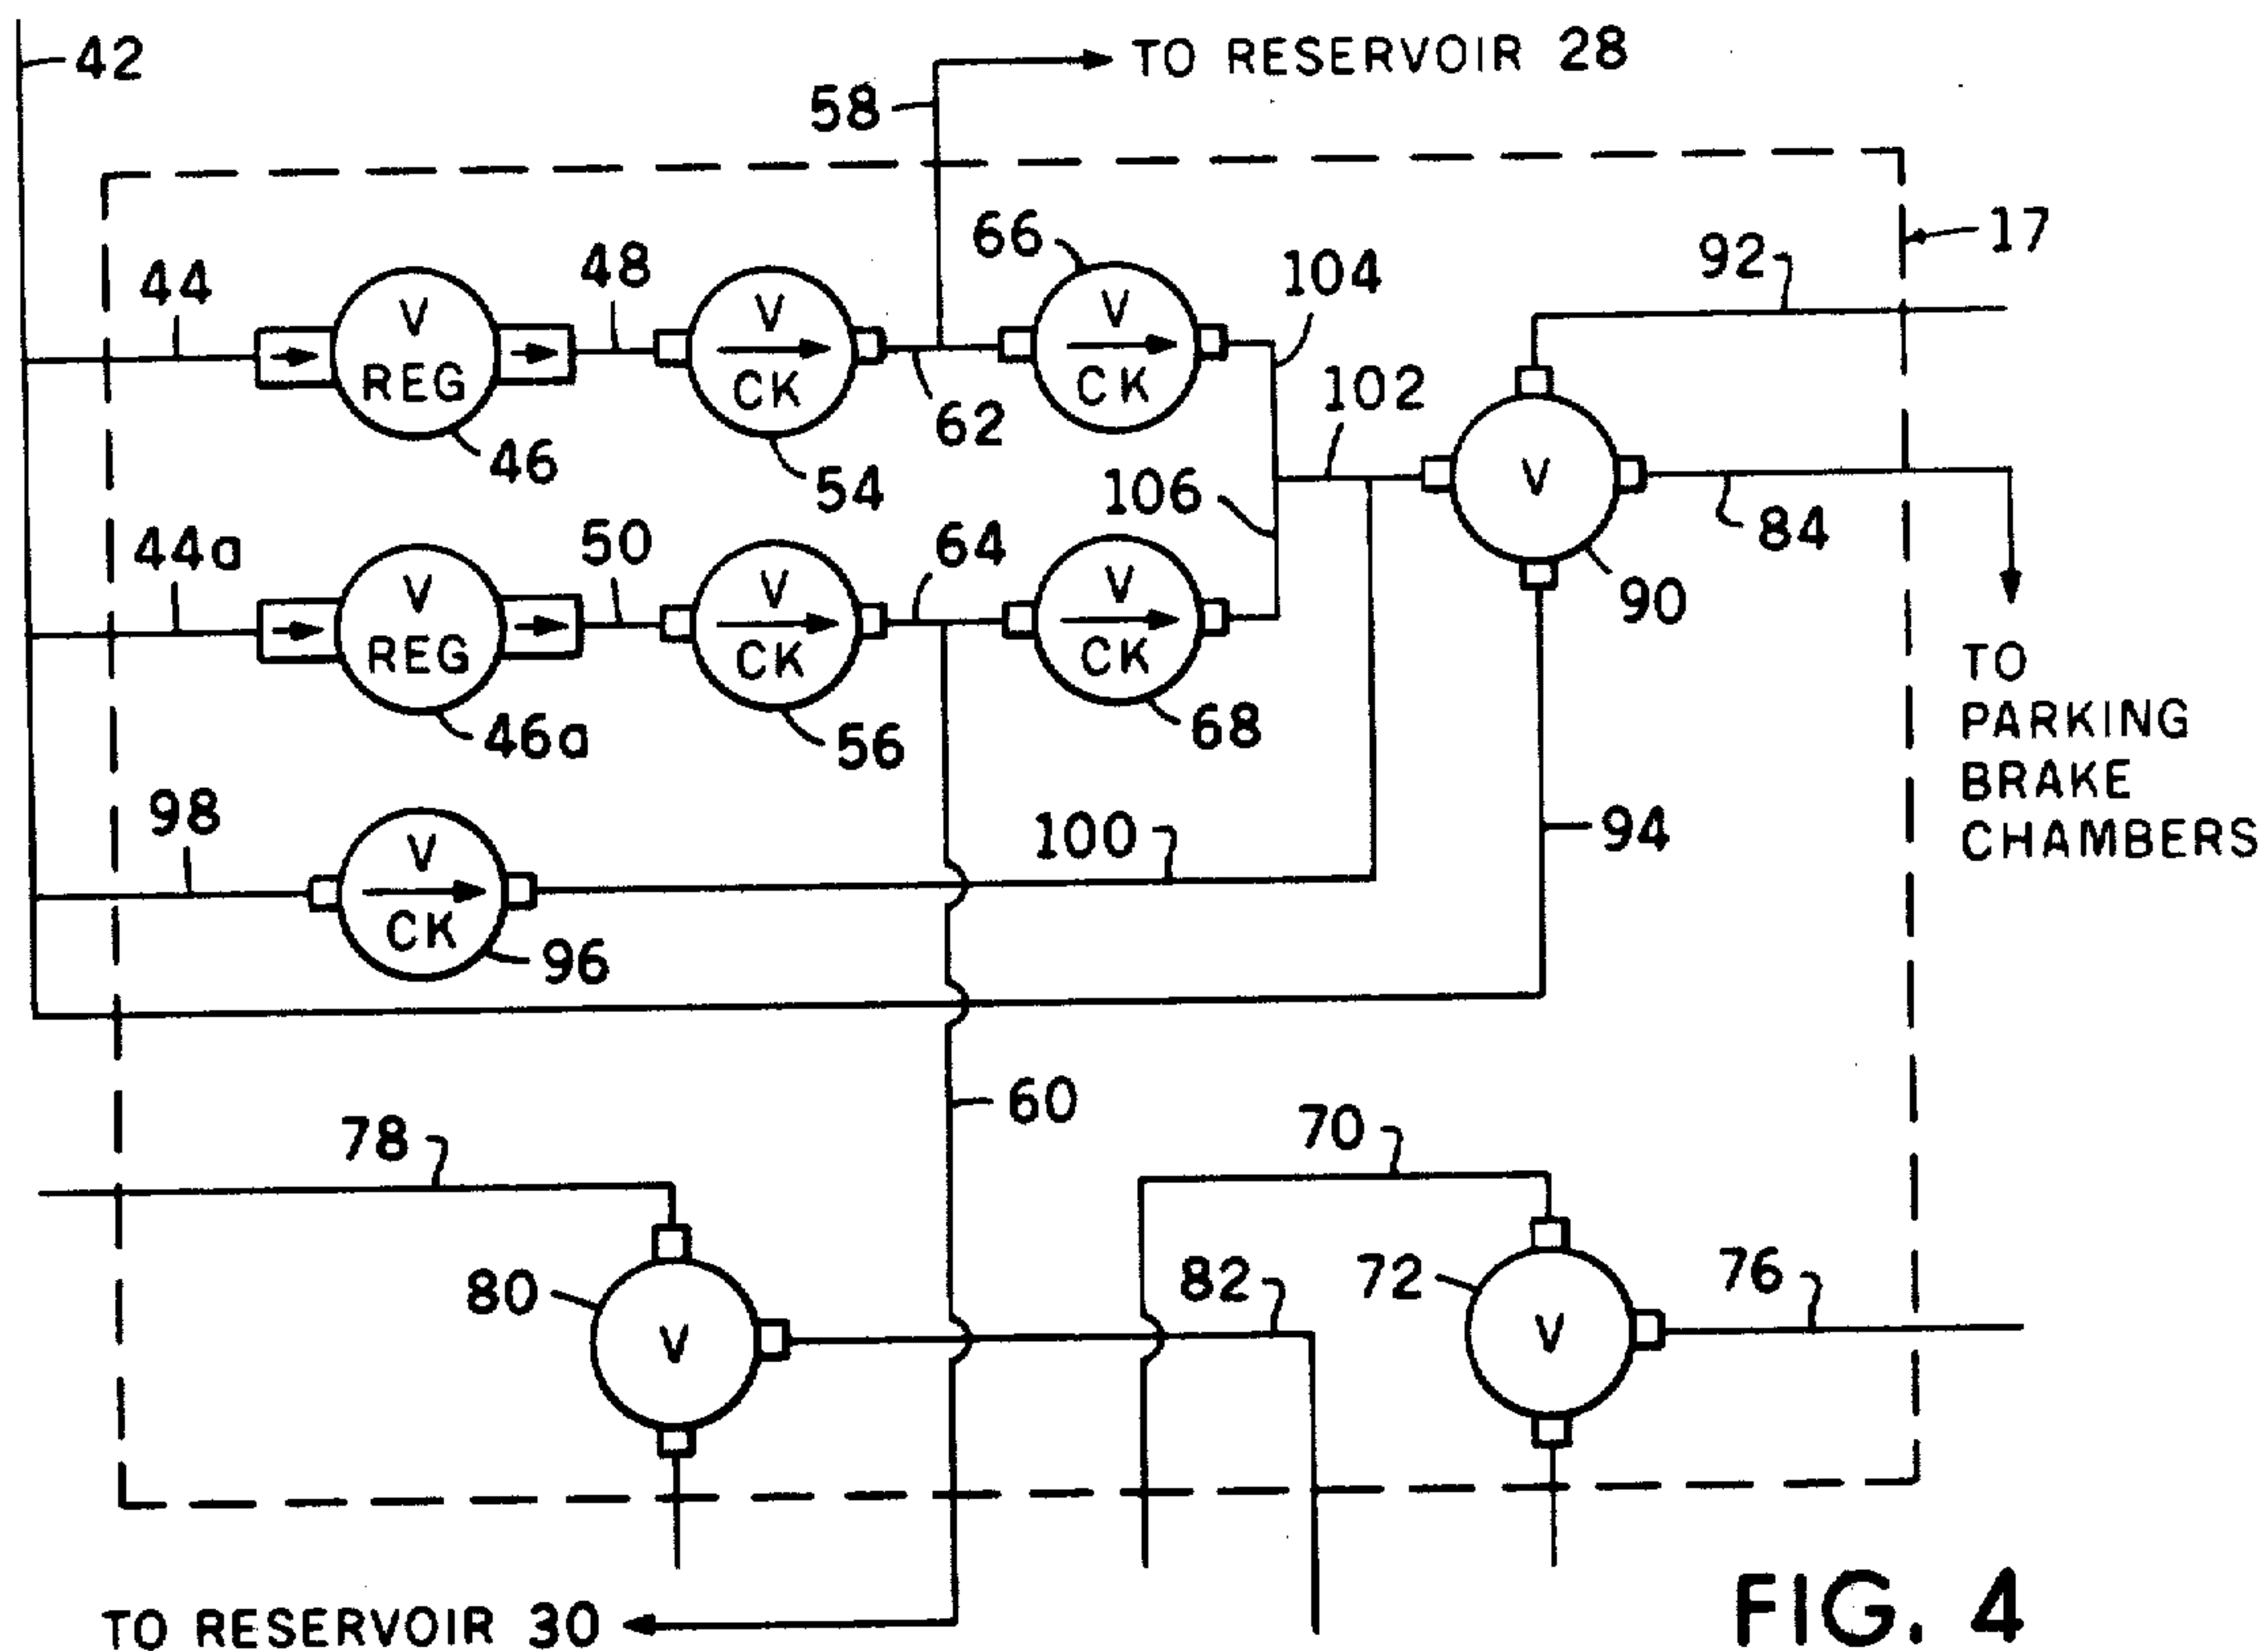 42
TO RESERVOIR 28
58
17
66
92
48
104
44
V
REG
V
CK
V
CK
102
62
46
54
V
106
84
44a
50
64
90
V
REG
V
CK
V
CK
TO
PARKING
BRAKE
CHAMBERS
46a
56
68
98
100
94
V
CK
96
60
78
70
80
82
72
76
V
V
TO RESERVOIR 30
FIG. 4